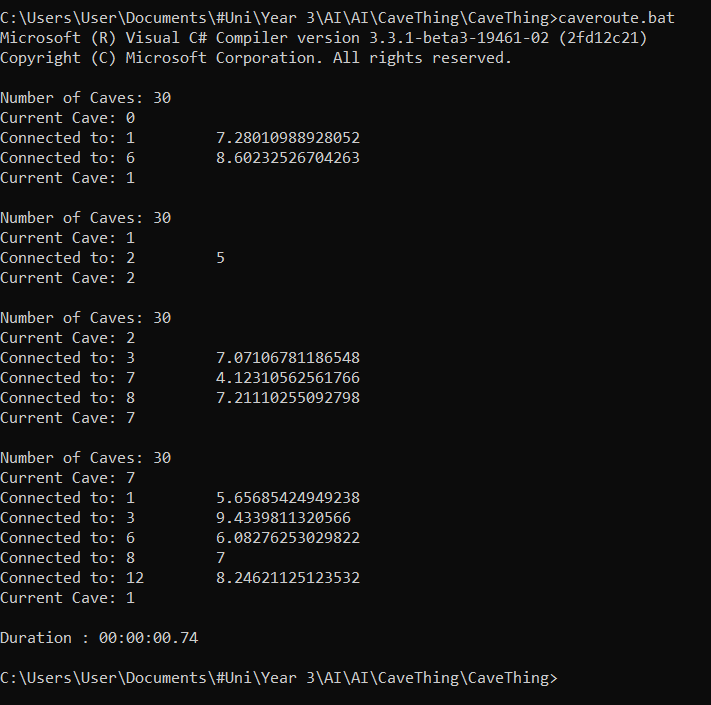 C:\Users\User\Documents\#Uni\Year 3\AI\AI\CaveThing\CaveThing>caveroute.bat
Microsoft (R) Visual C# Compiler version 3.3.1-beta3-19461-02 (2fd12c21)
Copyright (C) Microsoft Corporation. All rights reserved.
Number of Caves: 30
Current Cave: 0
Connected to: 1 7.28010988928052
Connected to: 6 8.60232526704263
Current Cave: 1
Number of Caves: 30
Current Cave: 1
Connected to: 2 5
Current Cave: 2
Number of Caves: 30
Current Cave: 2
Connected to: 3 7.07106781186548
Connected to: 7 4.12310562561766
Connected to: 8 7.21110255092798
Current Cave: 7
Number of Caves: 30
Current Cave: 7
Connected to: 1 5.65685424949238
Connected to: 3 9.4339811320566
Connected to: 6 6.08276253029822
Connected to: 8 7
Connected to: 12 8.24621125123532
Current Cave: 1
Duration : 00:00:00.74
C:\Users\User\Documents\#Uni\Year 3\AI\AI\CaveThing\CaveThing>